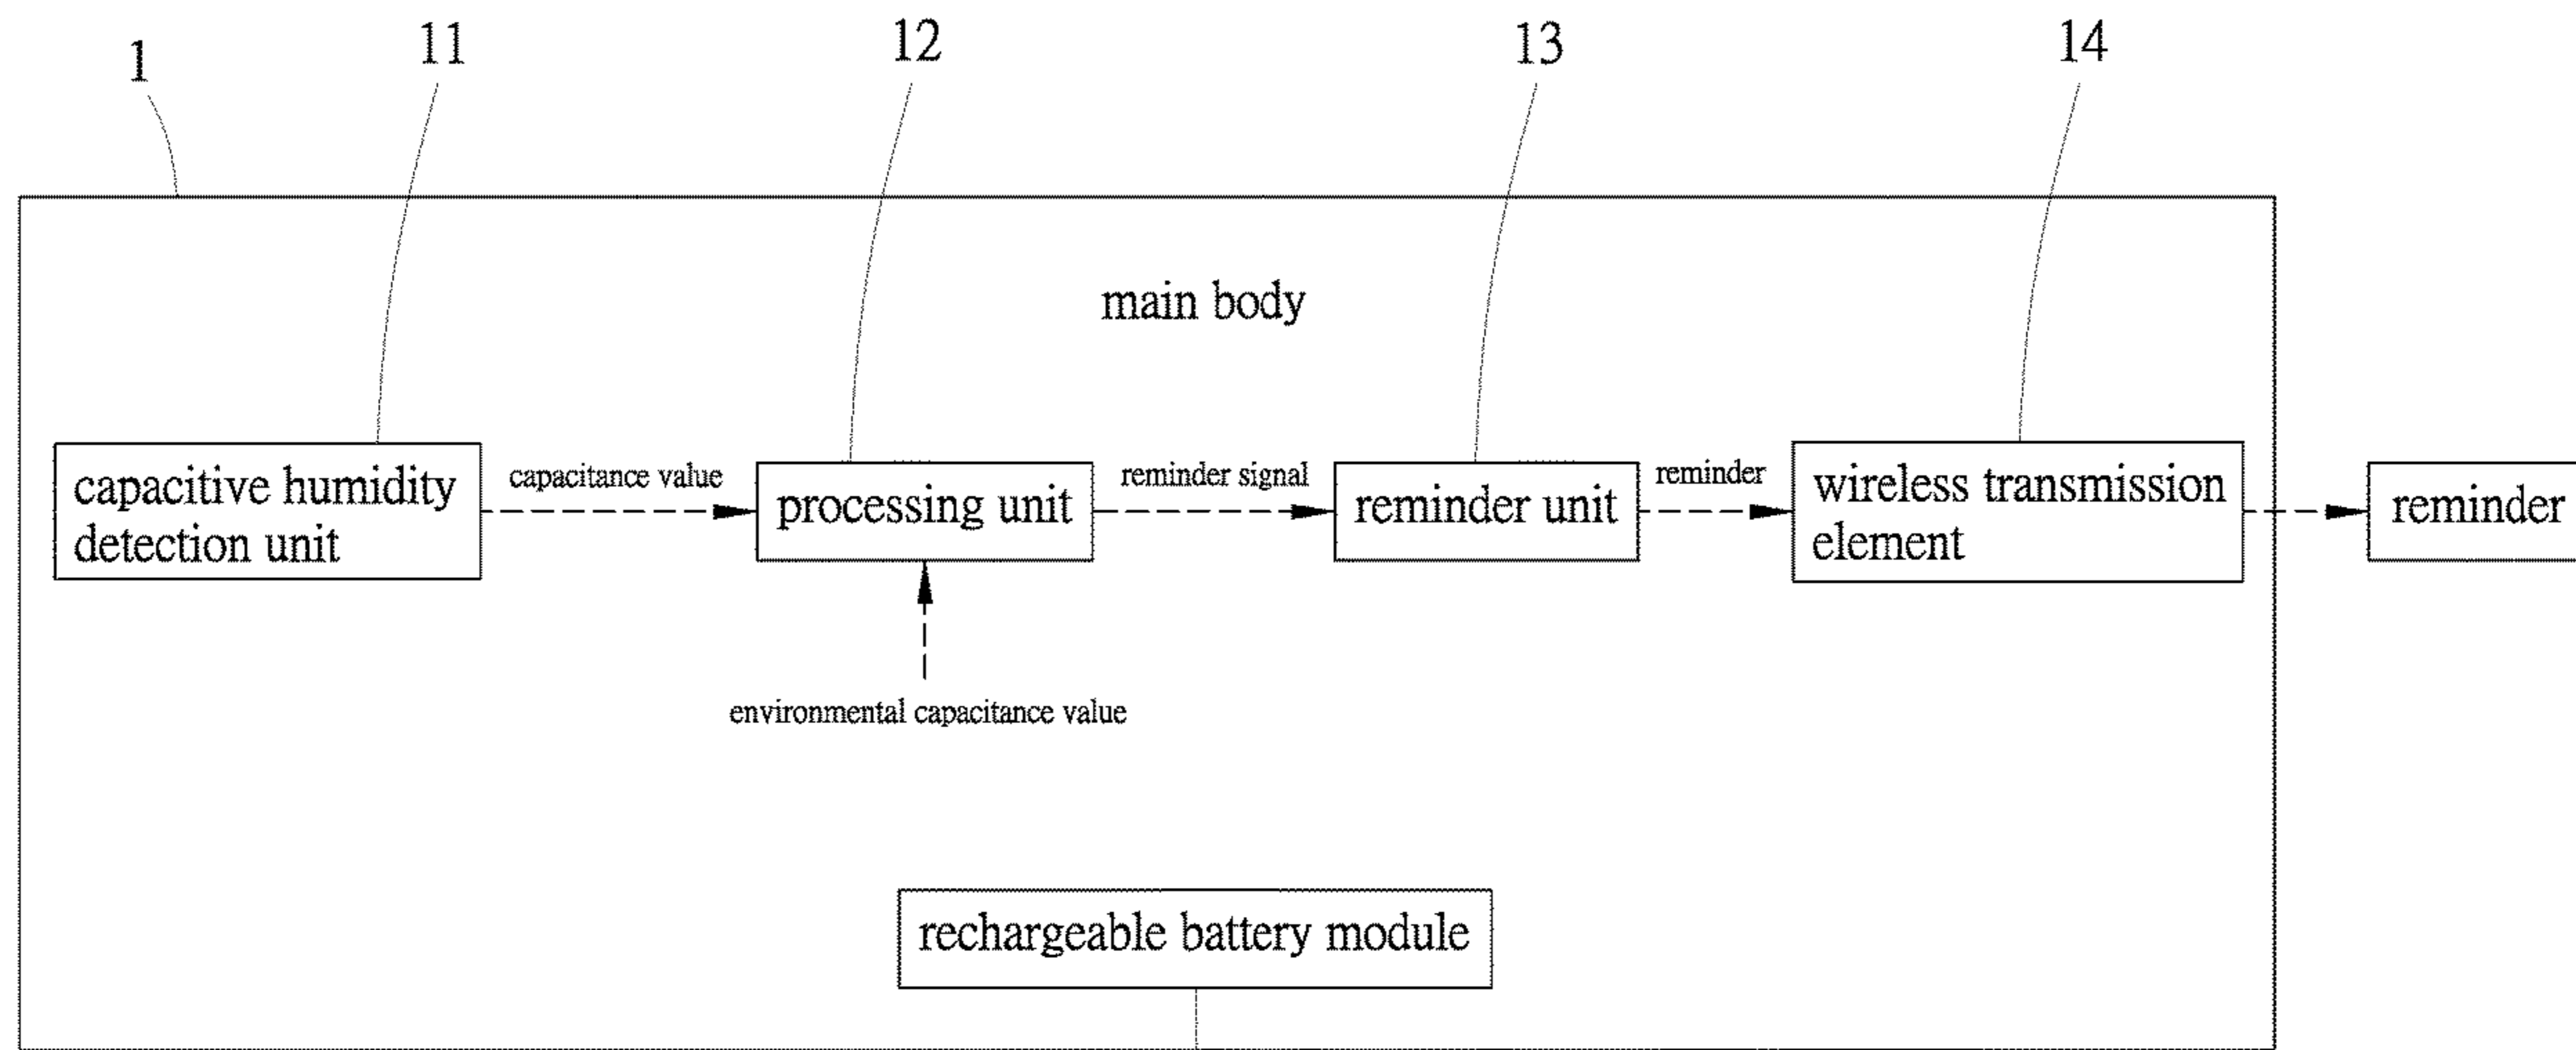 1
11
12
13
14
main body
capacitive humidity
detection unit
capacitance value
processing unit
reminder signal
reminder unit
reminder
wireless transmission
element
reminder
environmental capacitance value
rechargeable battery module